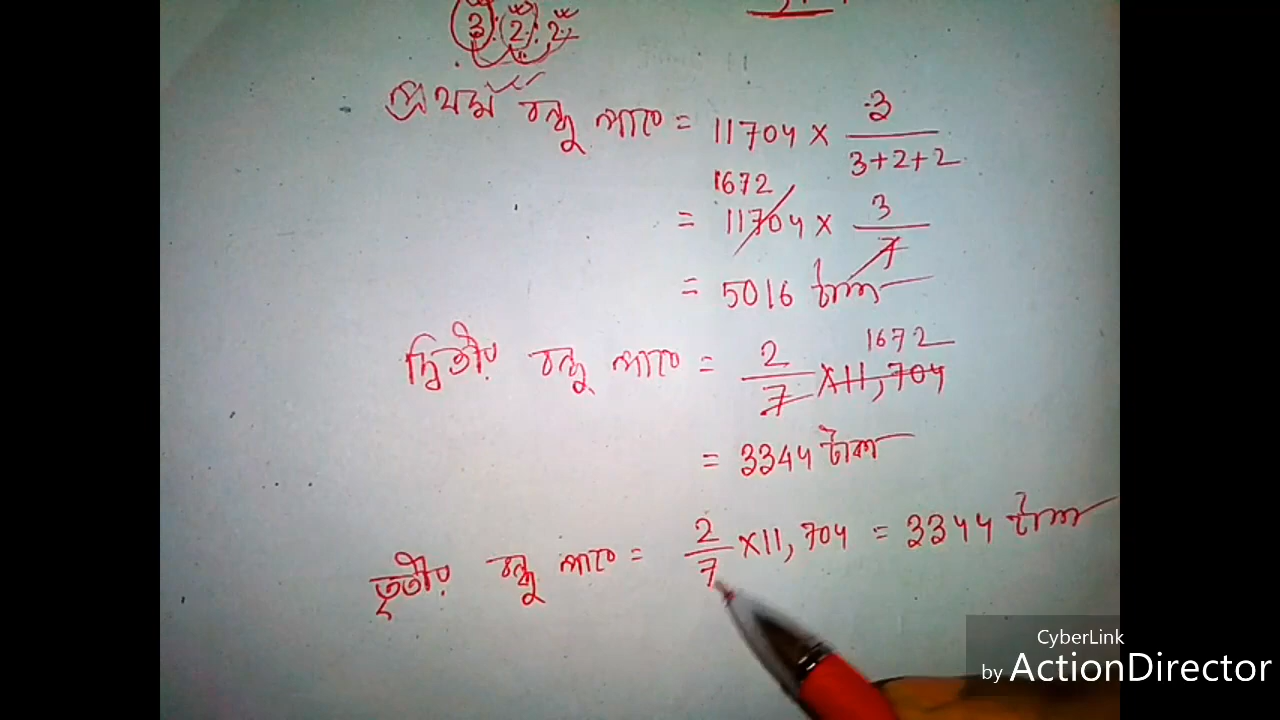 3 : 2 : 2
প্রথম বন্ধু পাবে = 11704 × 3/3+2+2
1672
= 11704 × 3/7
= 5016 টাকা
1672
দ্বিতীয় বন্ধু পাবে = 2/7 × 11,704
= 3344 টাকা
তৃতীয় বন্ধু পাবে = 2/7 × 11,704 = 3344 টাকা
CyberLink
by ActionDirector